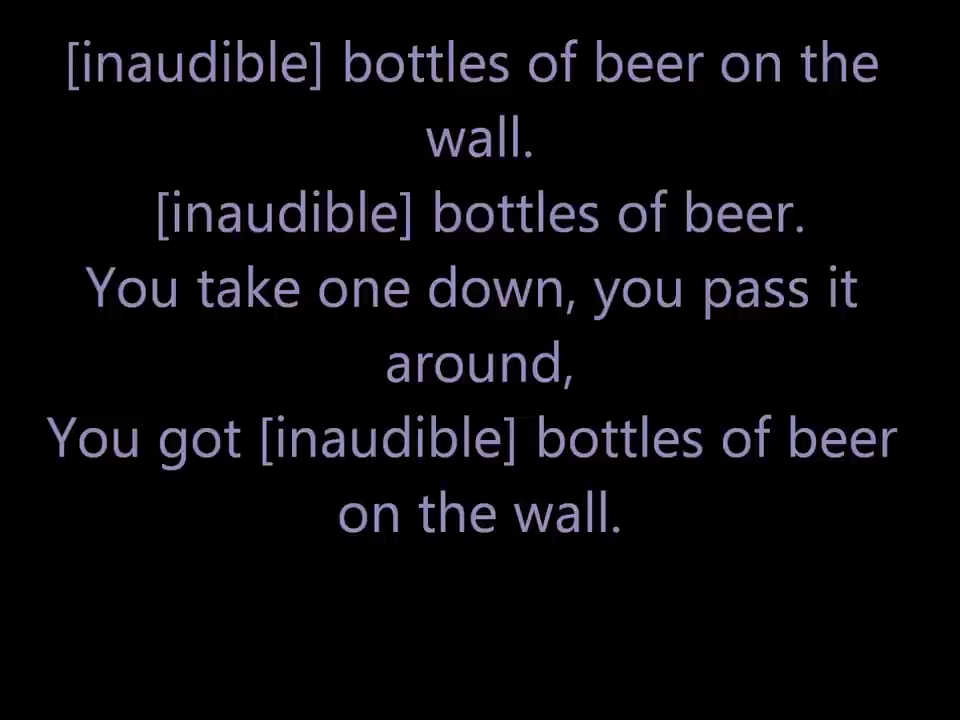 [inaudible] bottles of beer on the
wall.
[inaudible] bottles of beer.
You take one down, you pass it
around,
You got [inaudible] bottles of beer
on the wall.